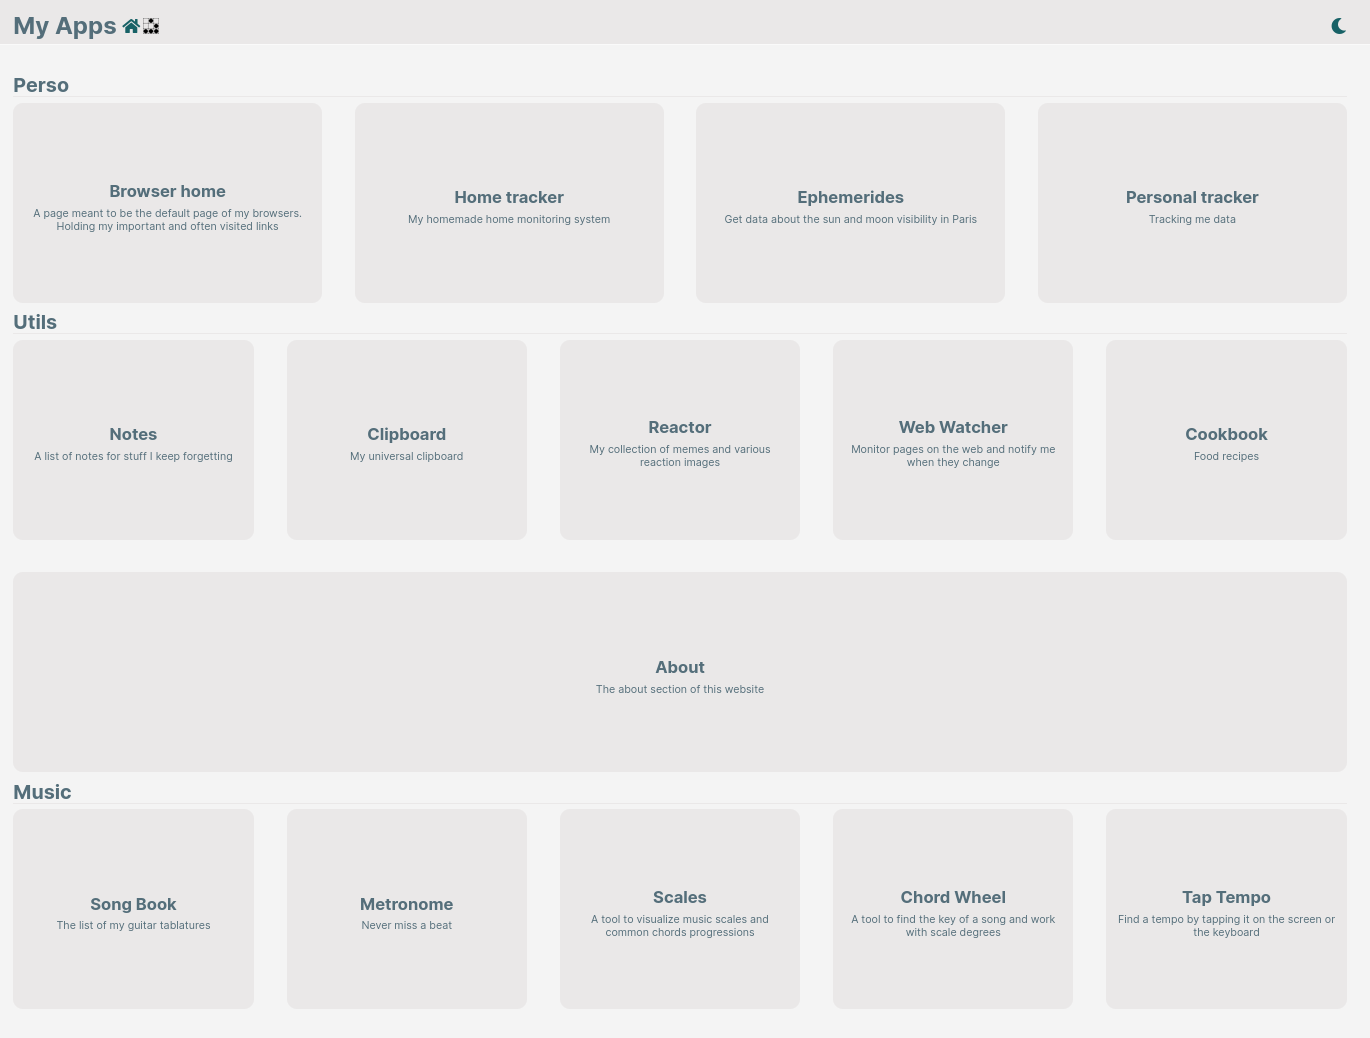 My Apps
Perso
Browser home
A page meant to be the default page of my browsers.
Holding my important and often visited links
Home tracker
My homemade home monitoring system
Ephemerides
Get data about the sun and moon visibility in Paris
Personal tracker
Tracking me data
Utils
Notes
A list of notes for stuff I keep forgetting
Clipboard
My universal clipboard
Reactor
My collection of memes and various
reaction images
Web Watcher
Monitor pages on the web and notify me
when they change
Cookbook
Food recipes
About
The about section of this website
Music
Song Book
The list of my guitar tablatures
Metronome
Never miss a beat
Scales
A tool to visualize music scales and
common chords progressions
Chord Wheel
A tool to find the key of a song and work
with scale degrees
Tap Tempo
Find a tempo by tapping it on the screen or
the keyboard